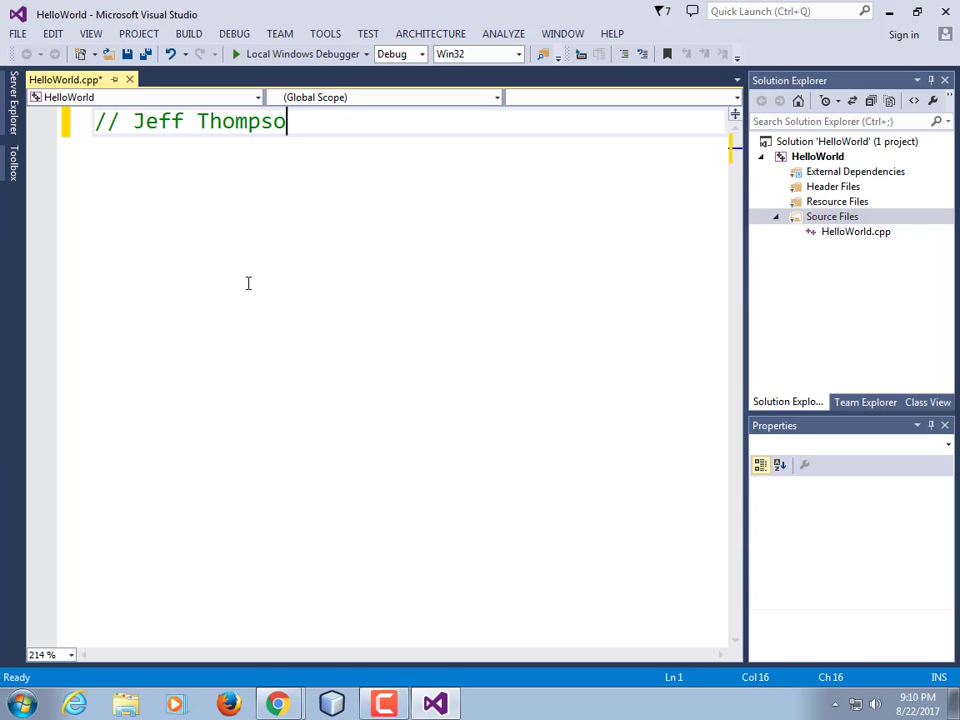 HelloWorld - Microsoft Visual Studio
7
Quick Launch (Ctrl+Q)
FILE EDIT VIEW PROJECT BUILD DEBUG TEAM TOOLS TEST ARCHITECTURE ANALYZE WINDOW HELP
Sign in
Local Windows Debugger Debug Win32
Server Explorer
Toolbox
HelloWorld.cpp*
HelloWorld (Global Scope)
// Jeff Thompso
Solution Explorer
Search Solution Explorer (Ctrl+;)
Solution 'HelloWorld' (1 project)
HelloWorld
External Dependencies
Header Files
Resource Files
Source Files
HelloWorld.cpp
Solution Explo... Team Explorer Class View
Properties
214 %
Ready Ln 1 Col 16 Ch 16 INS
9:10 PM
8/22/2017